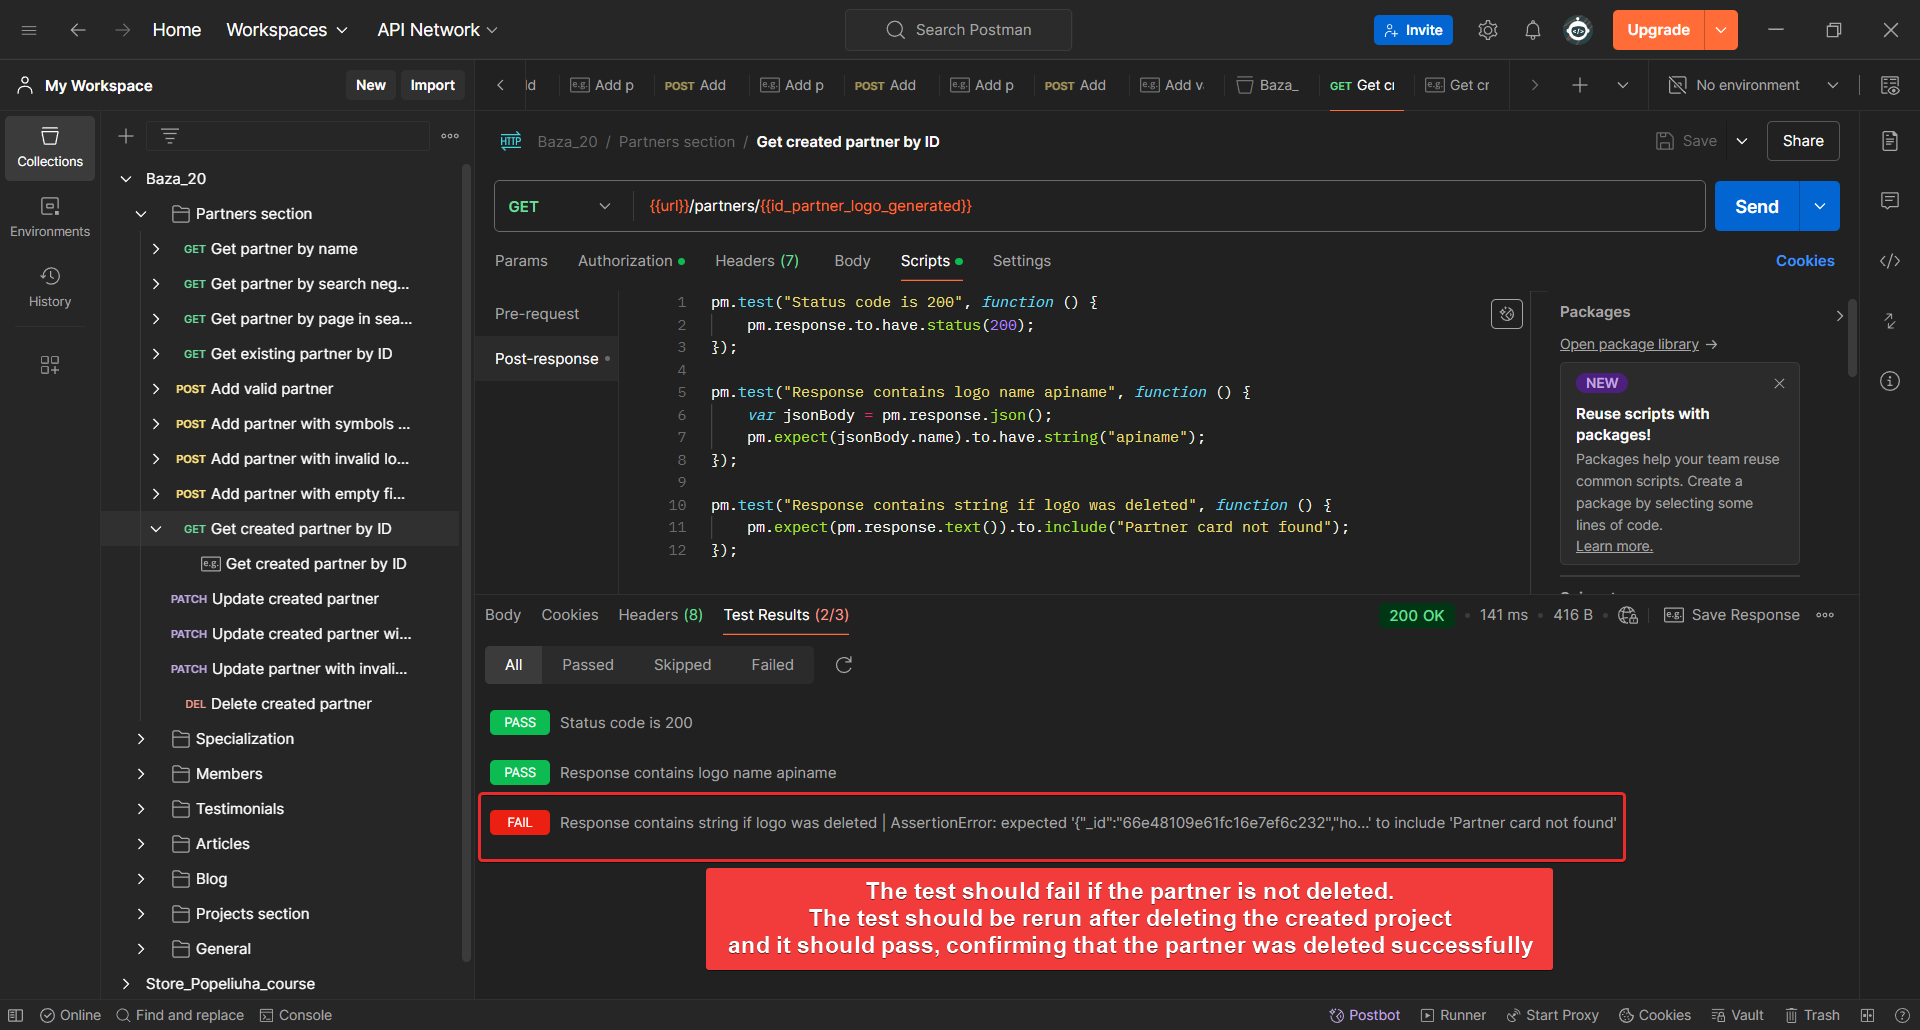 Home
Workspaces
API Network
Search Postman
Invite
Upgrade
My Workspace
New
Import
Add p
POST Add
Add p
POST Add
Add p
POST Add
Add v
Baza_
GET Get cr
Get cr
No environment
Collections
Environments
History
Baza_20
Partners section
GET Get partner by name
GET Get partner by search neg...
GET Get partner by page in sea...
GET Get existing partner by ID
POST Add valid partner
POST Add partner with symbols ...
POST Add partner with invalid lo...
POST Add partner with empty fi...
GET Get created partner by ID
e.g. Get created partner by ID
PATCH Update created partner
PATCH Update created partner wi...
PATCH Update partner with invali...
DEL Delete created partner
Specialization
Members
Testimonials
Articles
Blog
Projects section
General
Store_Popeliuha_course
HTTP Baza_20 / Partners section / Get created partner by ID
Save
Share
GET
{{url}}/partners/{{id_partner_logo_generated}}
Send
Params
Authorization
Headers (7)
Body
Scripts
Settings
Cookies
Pre-request
Post-response
1 pm.test("Status code is 200", function () {
2 pm.response.to.have.status(200);
3 });
4
5 pm.test("Response contains logo name apiname", function () {
6 var jsonBody = pm.response.json();
7 pm.expect(jsonBody.name).to.have.string("apiname");
8 });
9
10 pm.test("Response contains string if logo was deleted", function () {
11 pm.expect(pm.response.text()).to.include("Partner card not found");
12 });
Packages
Open package library →
NEW
Reuse scripts with
packages!
Packages help your team reuse
common scripts. Create a
package by selecting some
lines of code.
Learn more.
Body
Cookies
Headers (8)
Test Results (2/3)
200 OK
141 ms
416 B
e.g. Save Response
All
Passed
Skipped
Failed
PASS Status code is 200
PASS Response contains logo name apiname
FAIL Response contains string if logo was deleted | AssertionError: expected '{"_id":"66e48109e61fc16e7ef6c232","ho...' to include 'Partner card not found'
The test should fail if the partner is not deleted.
The test should be rerun after deleting the created project
and it should pass, confirming that the partner was deleted successfully
Online
Find and replace
Console
Postbot
Runner
Start Proxy
Cookies
Vault
Trash